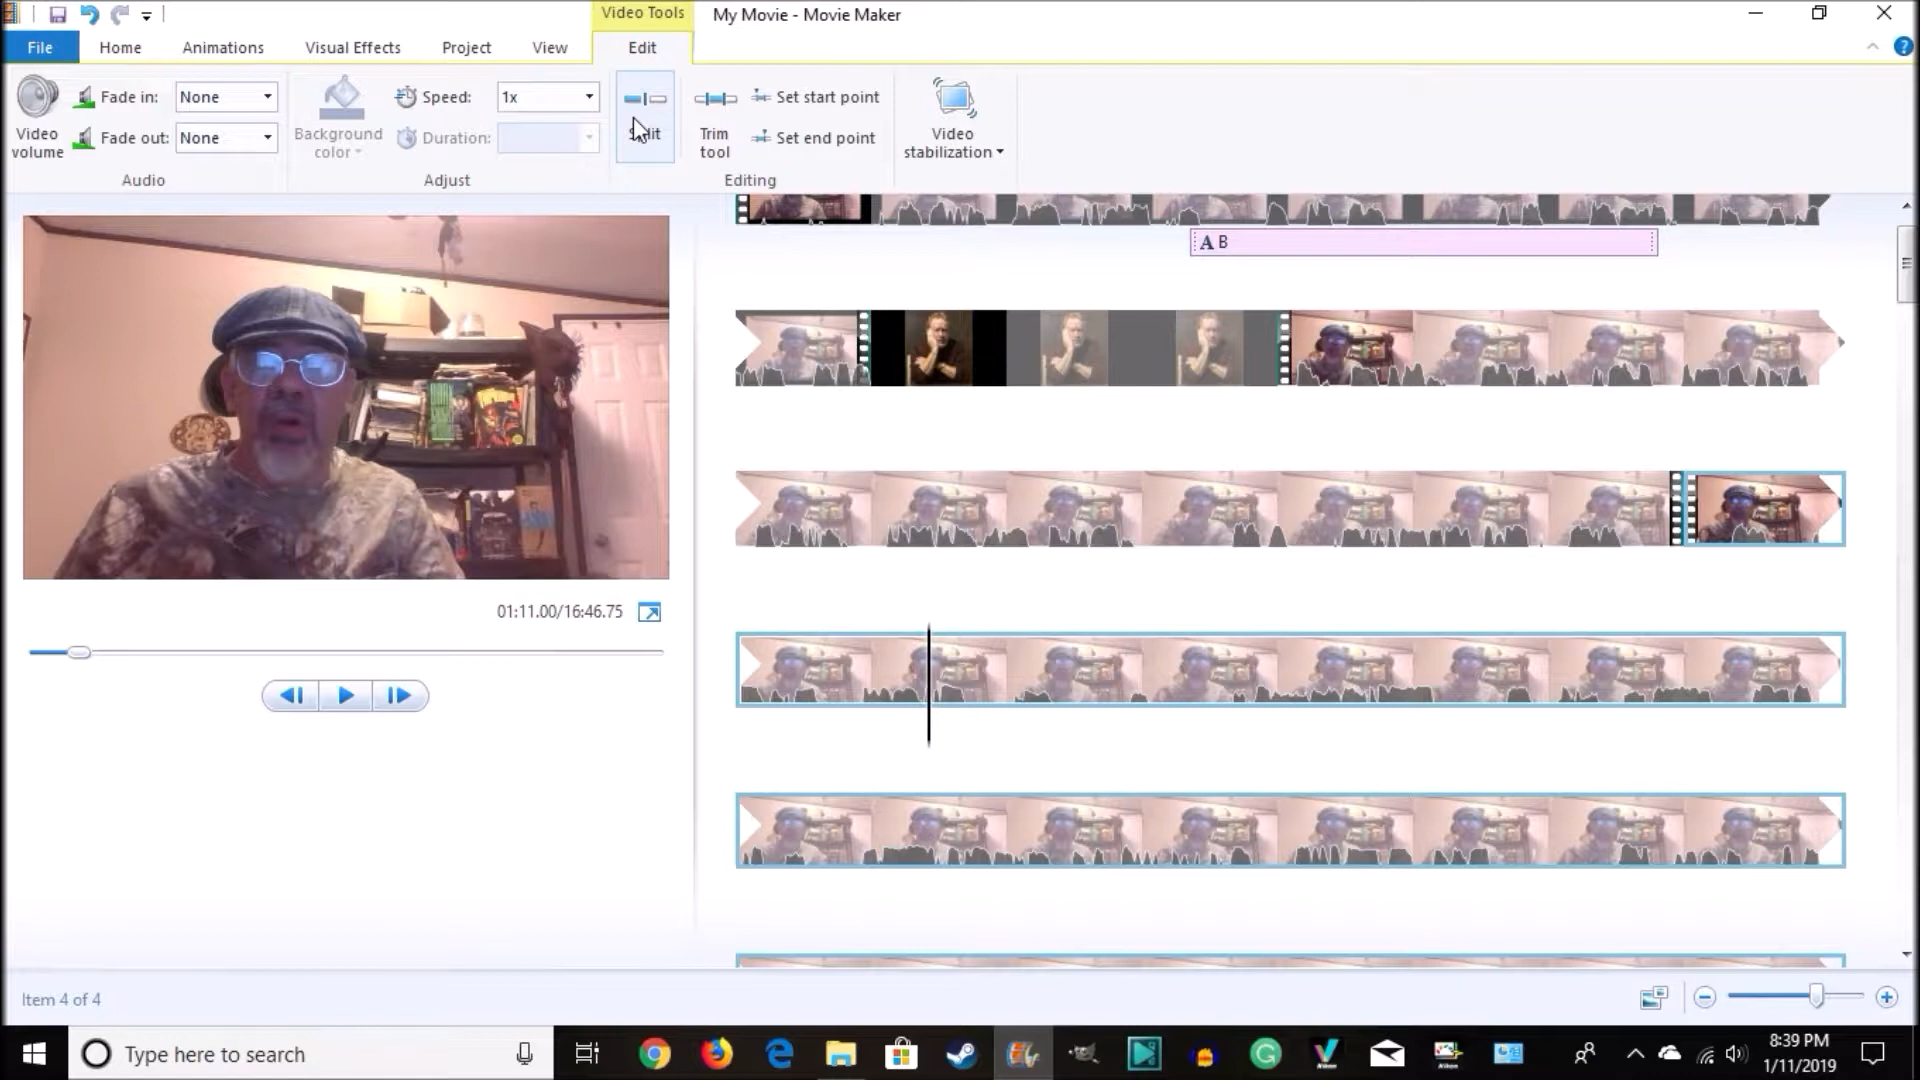 Video Tools
My Movie - Movie Maker
File
Home
Animations
Visual Effects
Project
View
Edit
Video
volume
Fade in:
None
Fade out:
None
Audio
Background
color
Speed:
1x
Duration:
Adjust
Trim
tool
Set start point
Set end point
Editing
Video
stabilization
A B
01:11.00/16:46.75
Item 4 of 4
Type here to search
8:39 PM
1/11/2019